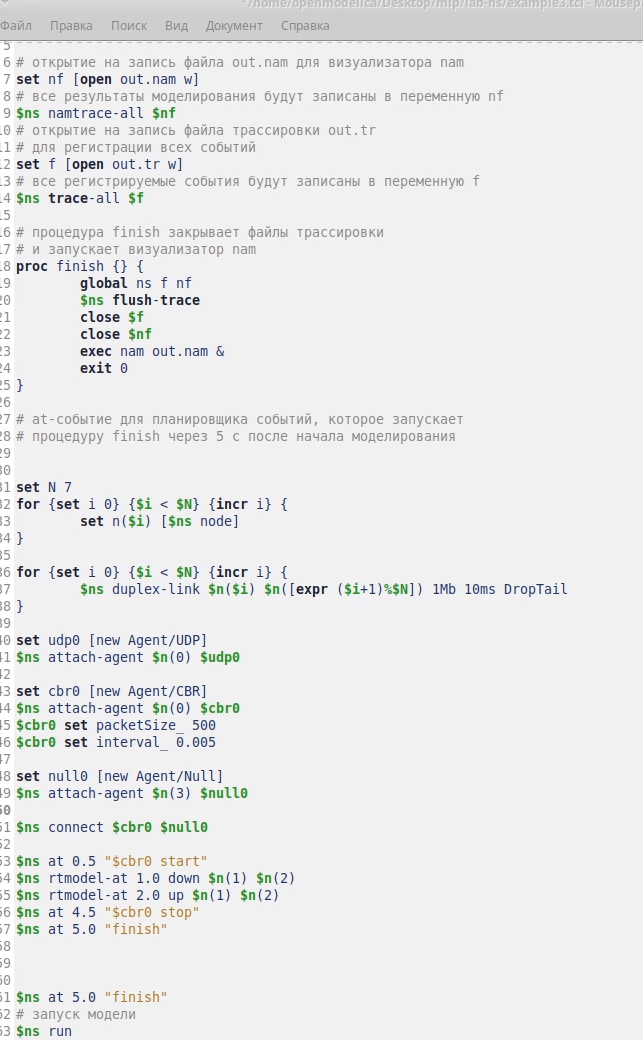 */home/openmodelica/Desktop/mip/lab-ns/example3.tcl - Mousepa
Файл Правка Поиск Вид Документ Справка
5
6 # открытие на запись файла out.nam для визуализатора nam
7 set nf [open out.nam w]
8 # все результаты моделирования будут записаны в переменную nf
9 $ns namtrace-all $nf
10 # открытие на запись файла трассировки out.tr
11 # для регистрации всех событий
12 set f [open out.tr w]
13 # все регистрируемые события будут записаны в переменную f
14 $ns trace-all $f
15
16 # процедура finish закрывает файлы трассировки
17 # и запускает визуализатор nam
18 proc finish {} {
19 global ns f nf
20 $ns flush-trace
21 close $f
22 close $nf
23 exec nam out.nam &
24 exit 0
25 }
26
27 # at-событие для планировщика событий, которое запускает
28 # процедуру finish через 5 с после начала моделирования
29
30
31 set N 7
32 for {set i 0} {$i < $N} {incr i} {
33 set n($i) [$ns node]
34 }
35
36 for {set i 0} {$i < $N} {incr i} {
37 $ns duplex-link $n($i) $n([expr ($i+1)%$N]) 1Mb 10ms DropTail
38 }
39
40 set udp0 [new Agent/UDP]
41 $ns attach-agent $n(0) $udp0
42
43 set cbr0 [new Agent/CBR]
44 $ns attach-agent $n(0) $cbr0
45 $cbr0 set packetSize_ 500
46 $cbr0 set interval_ 0.005
47
48 set null0 [new Agent/Null]
49 $ns attach-agent $n(3) $null0
50
51 $ns connect $cbr0 $null0
52
53 $ns at 0.5 "$cbr0 start"
54 $ns rtmodel-at 1.0 down $n(1) $n(2)
55 $ns rtmodel-at 2.0 up $n(1) $n(2)
56 $ns at 4.5 "$cbr0 stop"
57 $ns at 5.0 "finish"
58
59
60
61 $ns at 5.0 "finish"
62 # запуск модели
63 $ns run